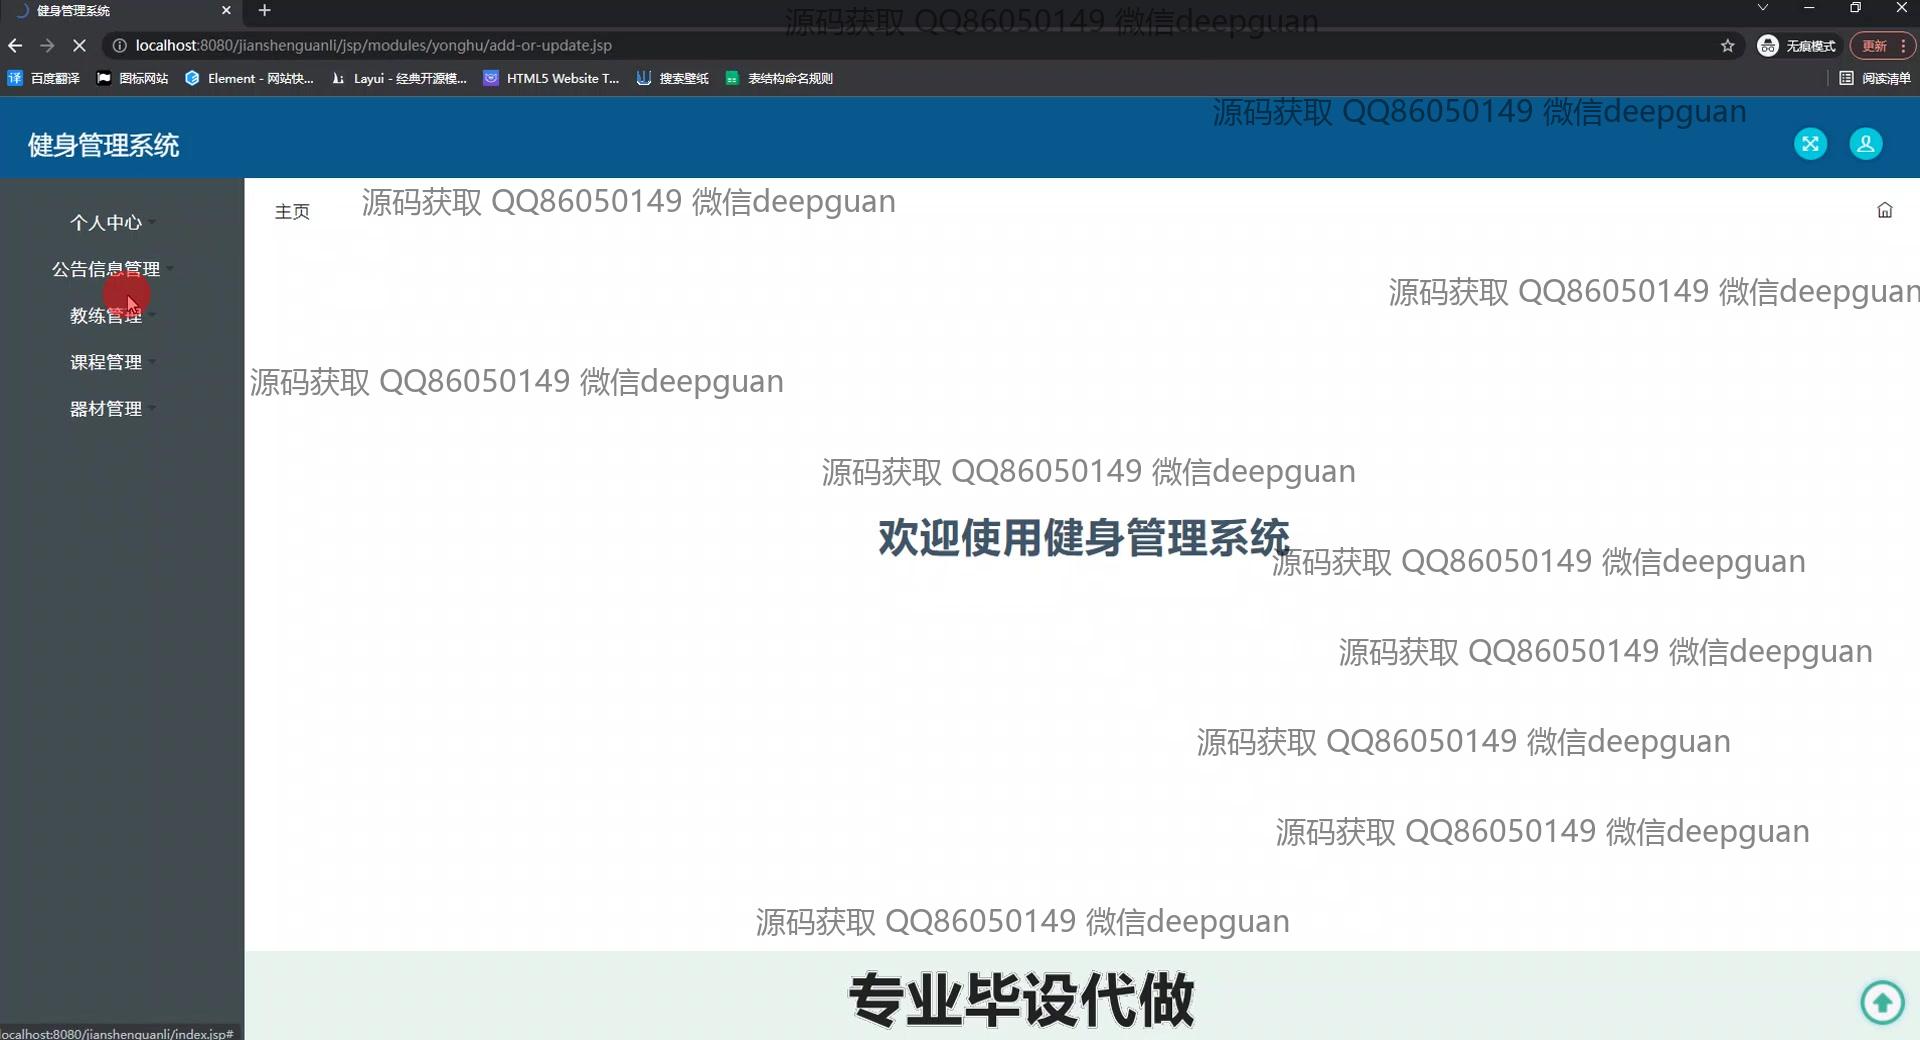 健身管理系统
源码获取 QQ86050149 微信deepguan
localhost:8080/jianshenguanli/jsp/modules/yonghu/add-or-update.jsp
无痕模式
更新
百度翻译
图标网站
Element - 网站快...
Layui - 经典开源模...
HTML5 Website T...
搜索壁纸
表结构命名规则
阅读清单
源码获取 QQ86050149 微信deepguan
健身管理系统
个人中心
主页
源码获取 QQ86050149 微信deepguan
公告信息管理
源码获取 QQ86050149 微信deepguan
教练管理
课程管理
源码获取 QQ86050149 微信deepguan
器材管理
源码获取 QQ86050149 微信deepguan
欢迎使用健身管理系统
源码获取 QQ86050149 微信deepguan
源码获取 QQ86050149 微信deepguan
源码获取 QQ86050149 微信deepguan
源码获取 QQ86050149 微信deepguan
源码获取 QQ86050149 微信deepguan
专业毕设代做
localhost:8080/jianshenguanli/index.jsp#